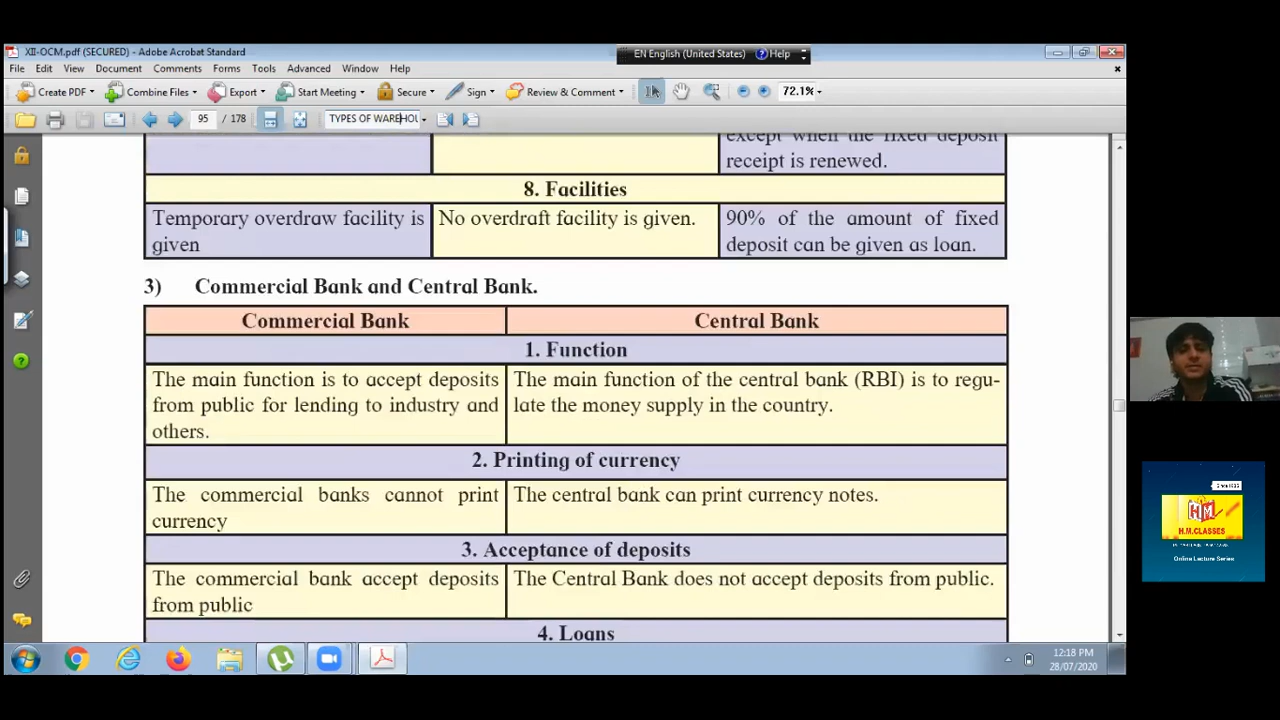 XII-OCM.pdf (SECURED) - Adobe Acrobat Standard
EN English (United States) ? Help
File Edit View Document Comments Forms Tools Advanced Window Help
Create PDF Combine Files Export Start Meeting Secure Sign Review & Comment 72.1%
95 / 178 TYPES OF WAREHOU
except when the fixed deposit
receipt is renewed.
8. Facilities
Temporary overdraw facility is given
No overdraft facility is given.
90% of the amount of fixed deposit can be given as loan.
3) Commercial Bank and Central Bank.
Commercial Bank Central Bank
1. Function
The main function is to accept deposits
from public for lending to industry and
others.
The main function of the central bank (RBI) is to regu-
late the money supply in the country.
2. Printing of currency
The commercial banks cannot print
currency
The central bank can print currency notes.
3. Acceptance of deposits
The commercial bank accept deposits
from public
The Central Bank does not accept deposits from public.
4. Loans
HM
H.M.CLASSES
Online Lecture Series
12:18 PM
28/07/2020